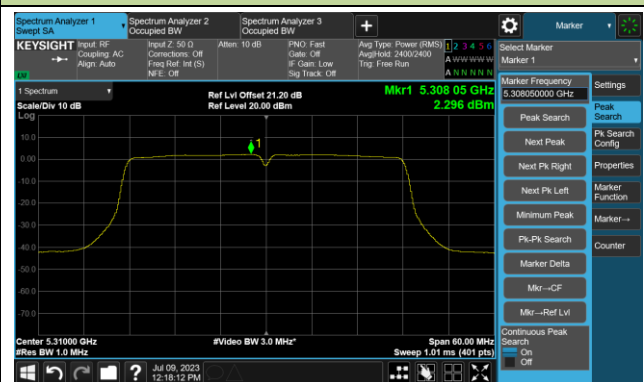 Spectrum Analyzer 1
Swept SA
Spectrum Analyzer 2
Occupied BW
Spectrum Analyzer 3
Occupied BW
Marker
KEYSIGHT
Input: RF
Coupling: AC
Align: Auto
Input Z: 50 Ω
Corrections: Off
Freq Ref: Int (S)
NFE: Off
Atten: 10 dB
PNO: Fast
Gate: Off
IF Gain: Low
Sig Track: Off
Avg Type: Power (RMS)
Avg|Hold: 2400/2400
Trig: Free Run
1 2 3 4 5 6
A W W W W W
A N N N N N
Select Marker
Marker 1
LXI
1 Spectrum
Scale/Div 10 dB
Log
Ref Lvl Offset 21.20 dB
Ref Level 20.00 dBm
Mkr1 5.308 05 GHz
2.296 dBm
1
10.0
0.00
-10.0
-20.0
-30.0
-40.0
-50.0
-60.0
-70.0
Center 5.31000 GHz
#Res BW 1.0 MHz
#Video BW 3.0 MHz*
Span 60.00 MHz
Sweep 1.01 ms (401 pts)
Marker Frequency
5.308050000 GHz
Peak Search
Next Peak
Next Pk Right
Next Pk Left
Minimum Peak
Pk-Pk Search
Marker Delta
Mkr→CF
Mkr→Ref Lvl
Continuous Peak
Search
On
Off
Settings
Peak
Search
Pk Search
Config
Properties
Marker
Function
Marker→
Counter
?
Jul 09, 2023
12:18:12 PM